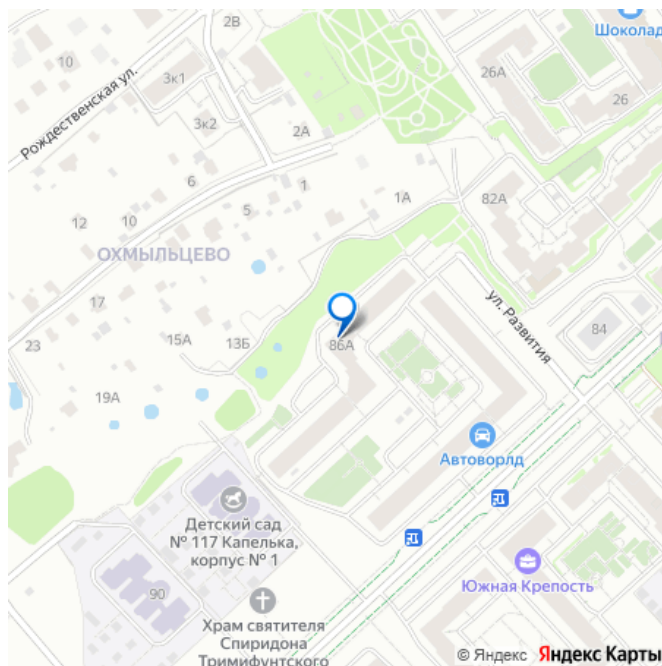 2В
Шоколад
10
3к1
26А
26
Рождественская ул.
3к2
2А
6
1
82А
12
10
5
1А
ОХМЫЛЬЦЕВО
17
ул. Развития
84
23
15А
13Б
86А
19А
Автоворлд
Детский сад
№ 117 Капелька,
корпус № 1
Южная Крепость
90
Храм святителя
Спиридона
Тримифунтского
© Яндекс Яндекс Карты